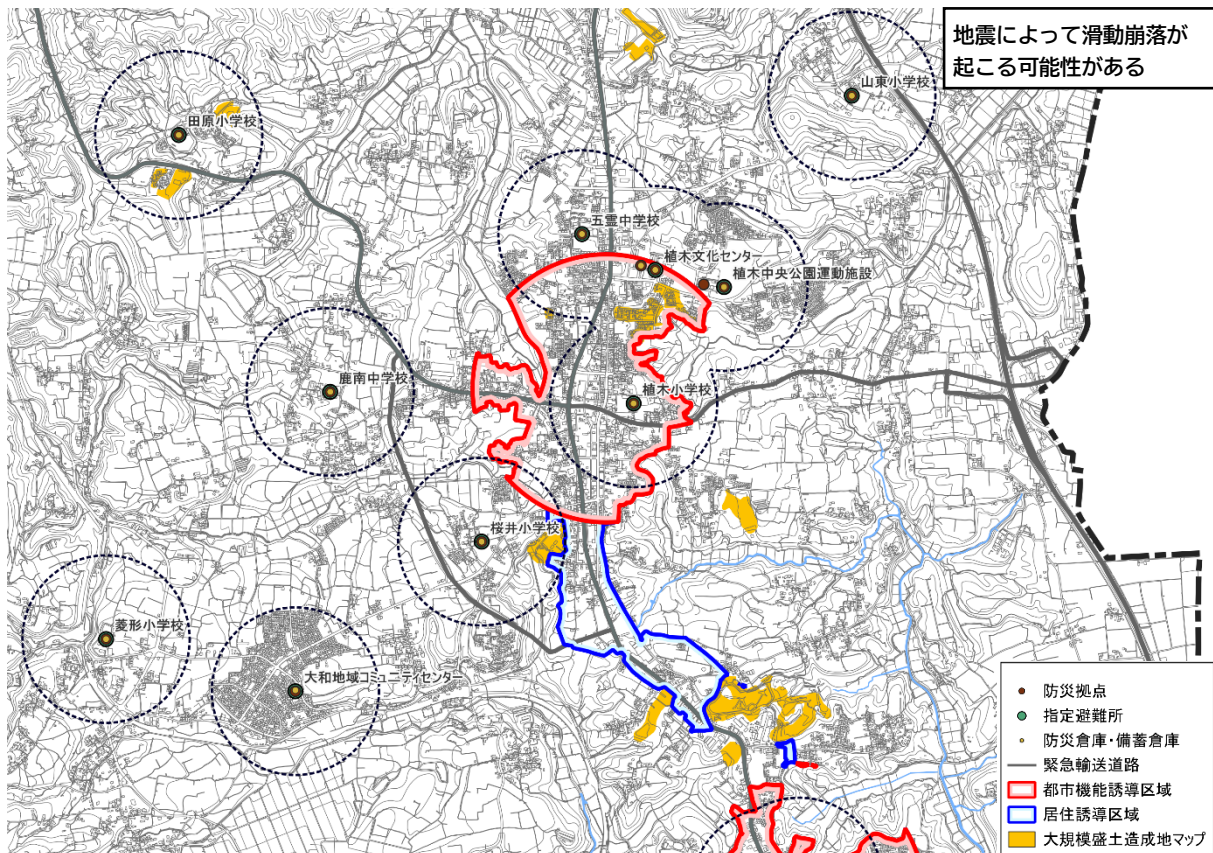 地震によって滑動崩落が
起こる可能性がある
山東小学校
田原小学校
五霊中学校
植木文化センター
植木中央公園運動施設
鹿南中学校
植木小学校
桜井小学校
菱形小学校
大和地域コミュニティセンター
防災拠点
指定避難所
防災倉庫・備蓄倉庫
緊急輸送道路
都市機能誘導区域
居住誘導区域
大規模盛土造成地マップ